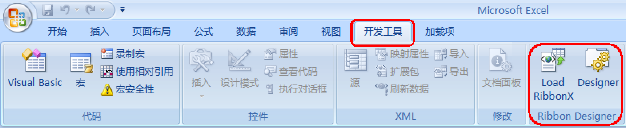 Microsoft Excel
开始 插入 页面布局 公式 数据 审阅 视图 开发工具 加载项
Visual Basic
宏
录制宏
使用相对引用
宏安全性
代码
插入
设计模式
属性
查看代码
执行对话框
控件
源
映射属性
扩展包
刷新数据
导入
导出
XML
文档面板
修改
Load
RibbonX
Designer
Ribbon Designer